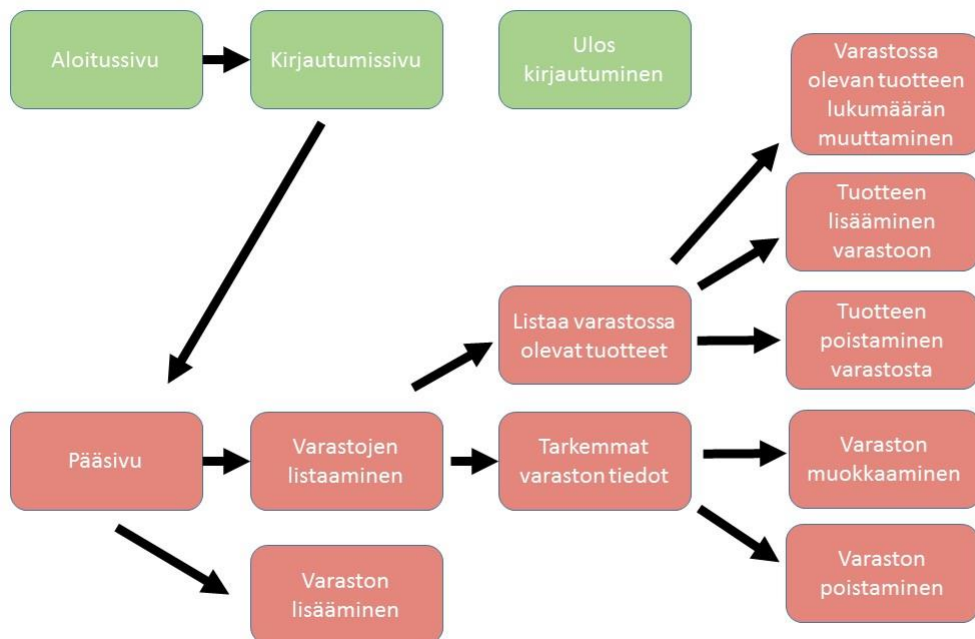 Aloitussivu
Kirjautumissivu
Ulos
kirjautuminen
Varastossa
olevan tuotteen
lukumäärän
muuttaminen
Tuotteen
lisääminen
varastoon
Listaa varastossa
olevat tuotteet
Tuotteen
poistaminen
varastosta
Pääsivu
Varastojen
listaaminen
Tarkemmat
varaston tiedot
Varaston
muokkaaminen
Varaston
lisääminen
Varaston
poistaminen